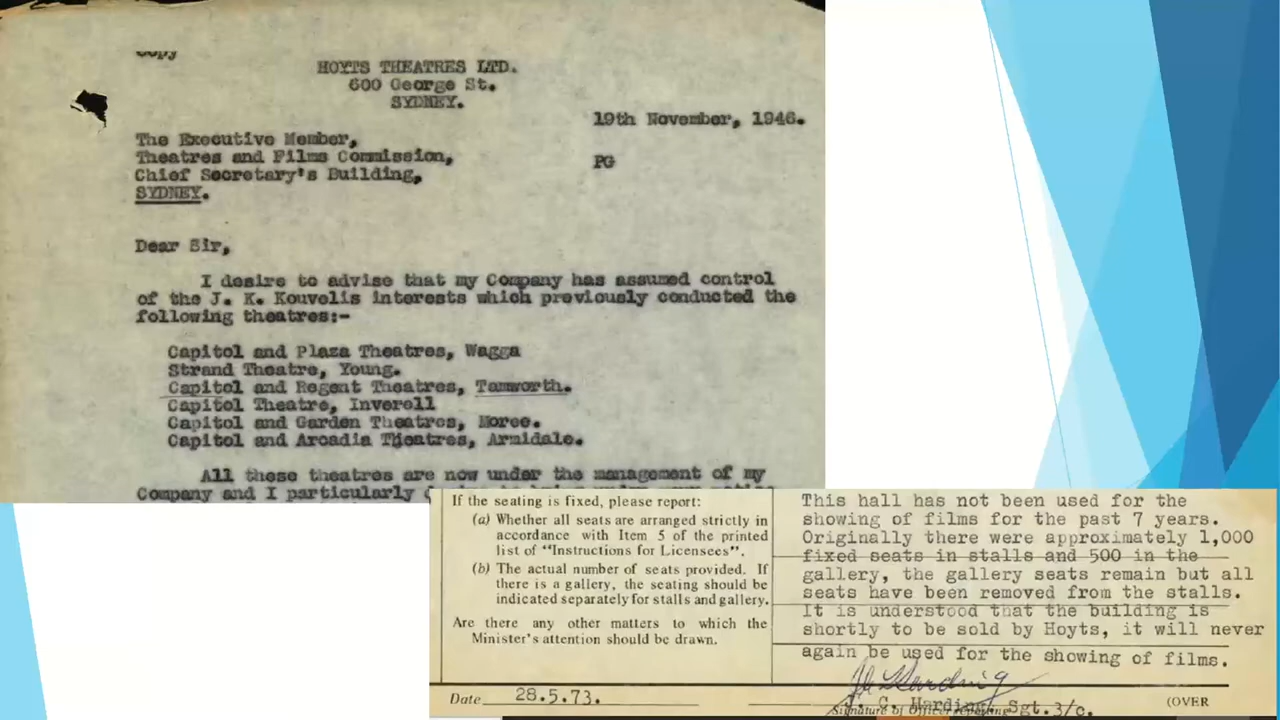 Copy
HOYTS THEATRES LTD.
600 George St.
SYDNEY.
19th November, 1946.
The Executive Member,
Theatres and Films Commission,
Chief Secretary's Building,
SYDNEY.
PG
Dear Sir,
I desire to advise that my Company has assumed control
of the J. K. Kouvelis interests which previously conducted the
following theatres:-
Capitol and Plaza Theatres, Wagga
Strand Theatre, Young.
Capitol and Regent Theatres, Tamworth.
Capitol Theatre, Inverell
Capitol and Garden Theatres, Moree.
Capitol and Arcadia Theatres, Armidale.
All these theatres are now under the management of my
Company and I particularly
If the seating is fixed, please report:
(a) Whether all seats are arranged strictly in
accordance with Item 5 of the printed
list of "Instructions for Licensees".
(b) The actual number of seats provided. If
there is a gallery, the seating should be
indicated separately for stalls and gallery.
Are there any other matters to which the
Minister's attention should be drawn.
This hall has not been used for the
showing of films for the past 7 years.
Originally there were approximately 1,000
fixed seats in stalls and 500 in the
gallery, the gallery seats remain but all
seats have been removed from the stalls.
It is understood that the building is
shortly to be sold by Hoyts, it will never
again be used for the showing of films.
Date 28.5.73.
J. C. Harding, Sgt.3/c.
Signature of Officer reporting
(OVER